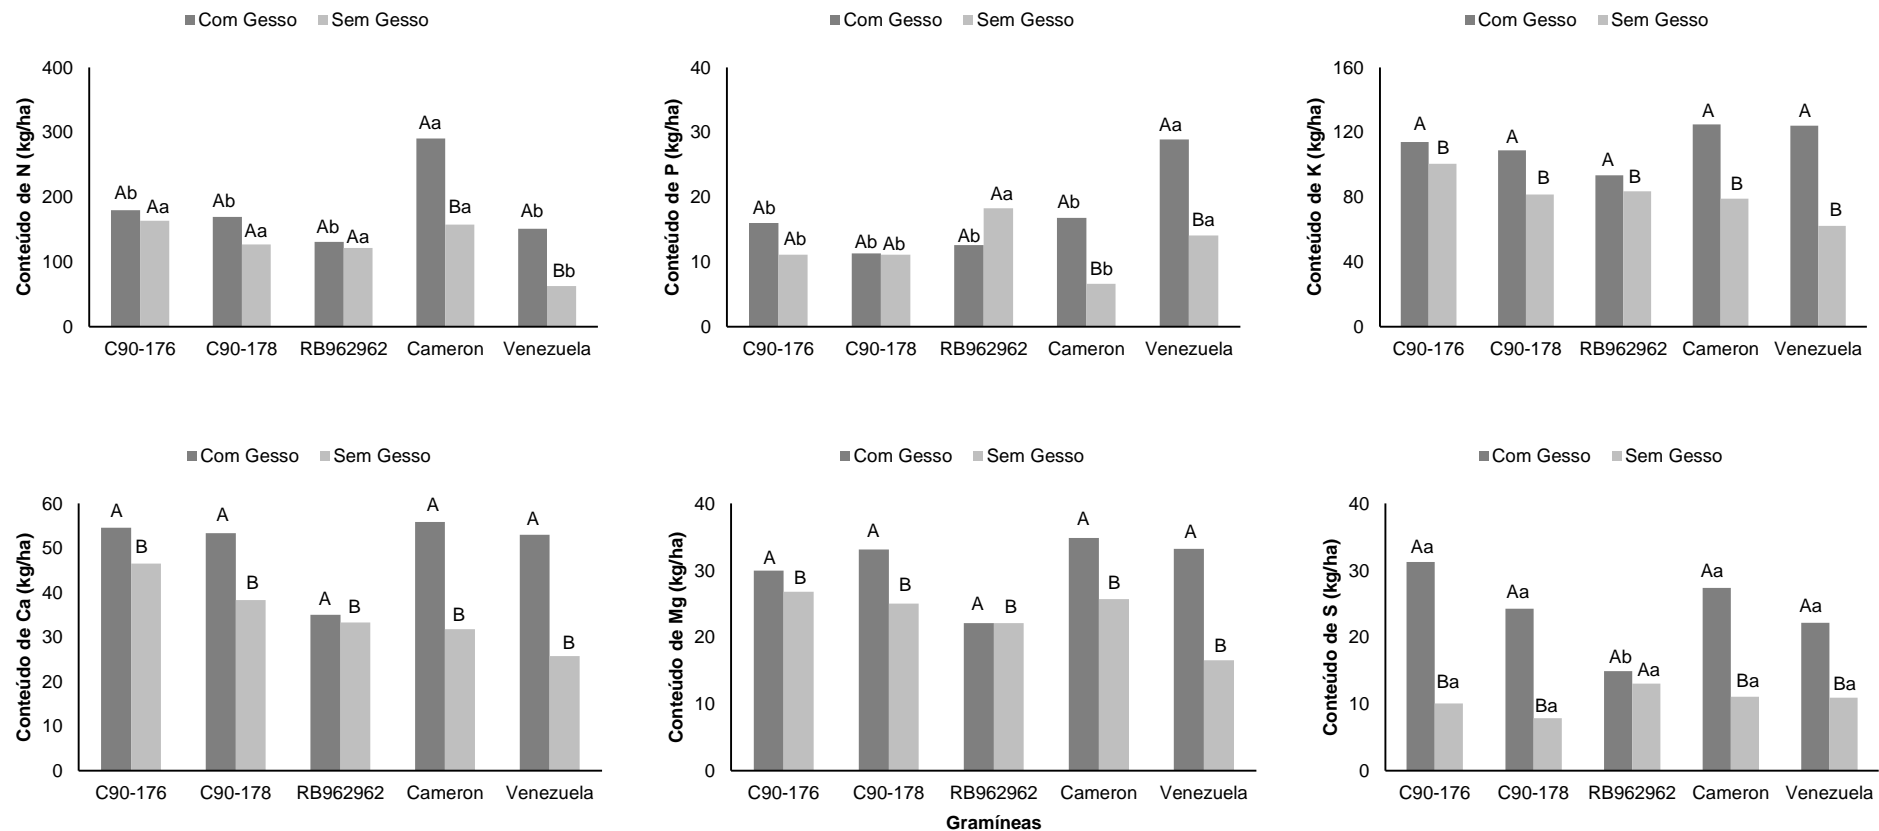 Com Gesso Sem Gesso
Conteúdo de N (kg/ha)
400
300
200
100
0
Ab Aa Ab Aa Ab Aa Aa Ba Ab Bb
C90-176 C90-178 RB962962 Cameron Venezuela
Com Gesso Sem Gesso
Conteúdo de P (kg/ha)
40
30
20
10
0
Ab Ab Ab Ab Ab Aa Ab Bb Aa Ba
C90-176 C90-178 RB962962 Cameron Venezuela
Com Gesso Sem Gesso
Conteúdo de K (kg/ha)
160
120
80
40
0
A B A B A B A B A B
C90-176 C90-178 RB962962 Cameron Venezuela
Com Gesso Sem Gesso
Conteúdo de Ca (kg/ha)
60
50
40
30
20
10
0
A B A B A B A B A B
C90-176 C90-178 RB962962 Cameron Venezuela
Com Gesso Sem Gesso
Conteúdo de Mg (kg/ha)
40
30
20
10
0
A B A B A B A B A B
C90-176 C90-178 RB962962 Cameron Venezuela
Gramíneas
Com Gesso Sem Gesso
Conteúdo de S (kg/ha)
40
30
20
10
0
Aa Ba Aa Ba Ab Aa Aa Ba Aa Ba
C90-176 C90-178 RB962962 Cameron Venezuela